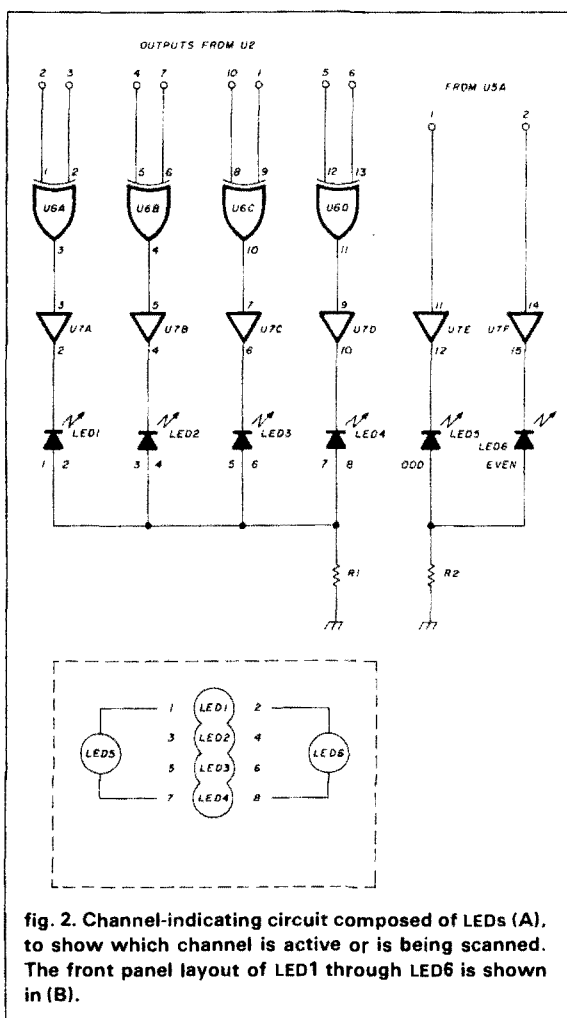 OUTPUTS FROM U2
2 3 4 7 10 1 5 6
FROM U5A
1 2
1 2 5 6 8 9 12 13
U6A U6B U6C U6D
3 4 10 11
3 5 7 9 11 14
U7A U7B U7C U7D U7E U7F
2 4 6 10 12 15
LED1 LED2 LED3 LED4 LED5 LED6
1 2 3 4 5 6 7 8 ODD EVEN
R1 R2
1 LED1 2
3 LED2 4
LED5 LED6
5 LED3 6
7 LED4 8
fig. 2. Channel-indicating circuit composed of LEDs (A),
to show which channel is active or is being scanned.
The front panel layout of LED1 through LED6 is shown
in (B).